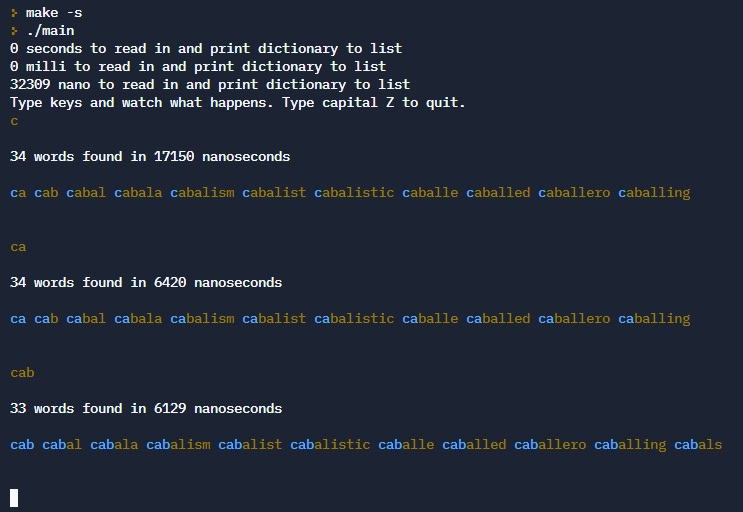 make -s
./main
0 seconds to read in and print dictionary to list
0 milli to read in and print dictionary to list
32309 nano to read in and print dictionary to list
Type keys and watch what happens. Type capital Z to quit.
c
34 words found in 17150 nanoseconds
ca cab cabal cabala cabalism cabalist cabalistic caballe caballed caballero caballing
ca
34 words found in 6420 nanoseconds
ca cab cabal cabala cabalism cabalist cabalistic caballe caballed caballero caballing
cab
33 words found in 6129 nanoseconds
cab cabal cabala cabalism cabalist cabalistic caballe caballed caballero caballing cabals